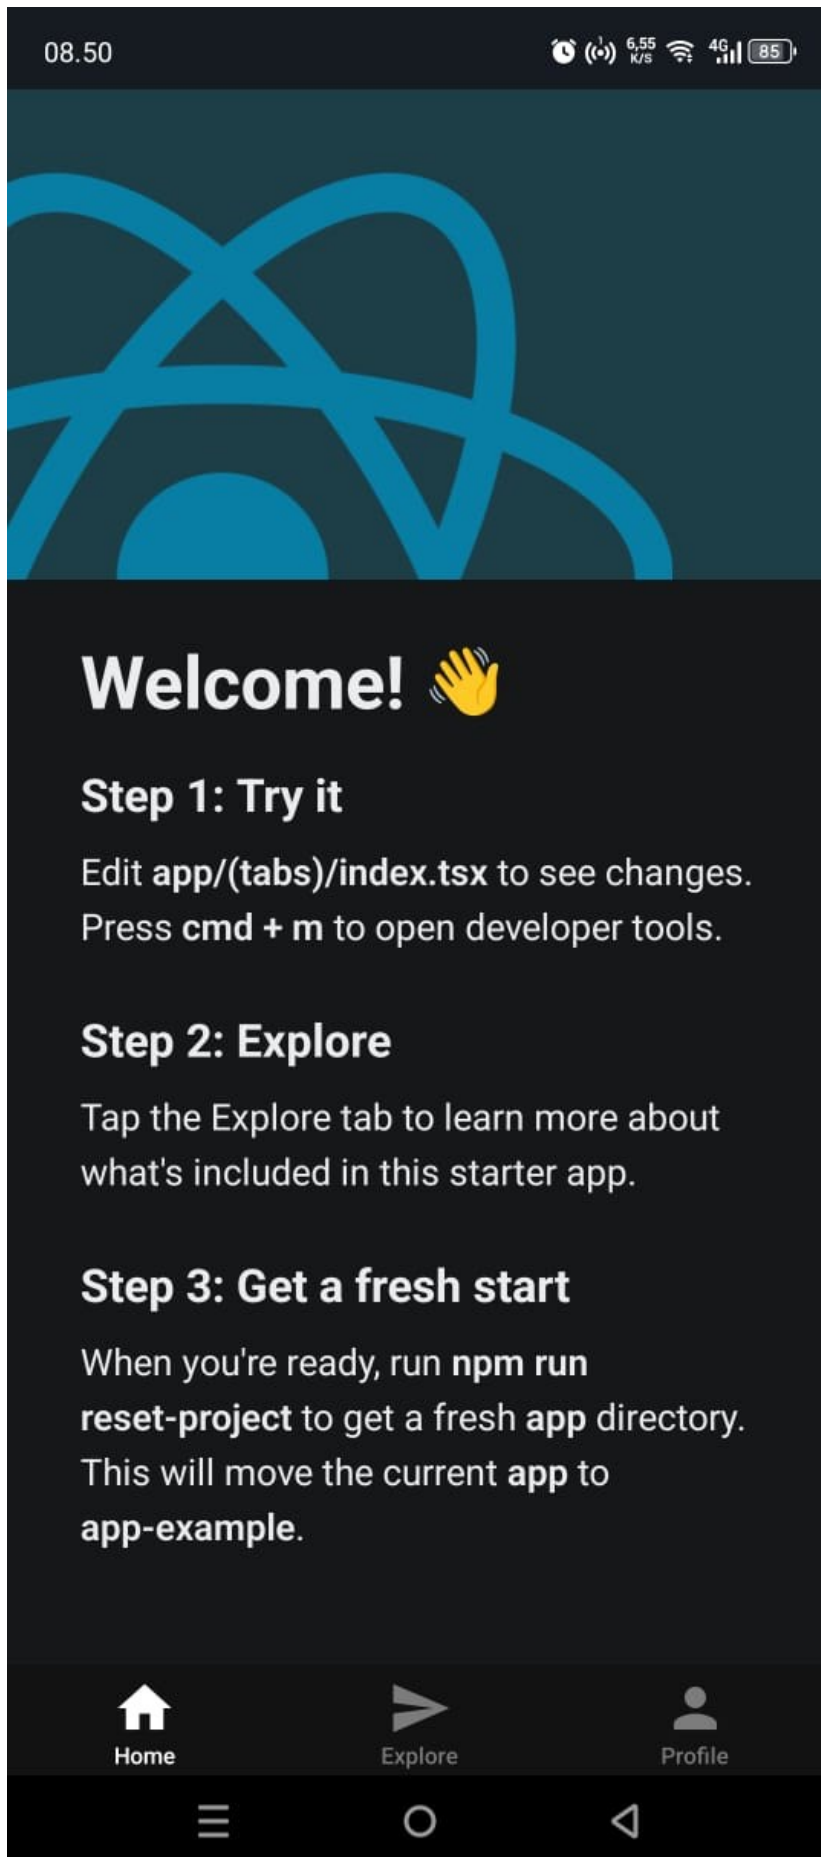 08.50
6,55
K/S
4G
85
Welcome! 👋
Step 1: Try it
Edit app/(tabs)/index.tsx to see changes.
Press cmd + m to open developer tools.
Step 2: Explore
Tap the Explore tab to learn more about
what's included in this starter app.
Step 3: Get a fresh start
When you're ready, run npm run
reset-project to get a fresh app directory.
This will move the current app to
app-example.
Home
Explore
Profile